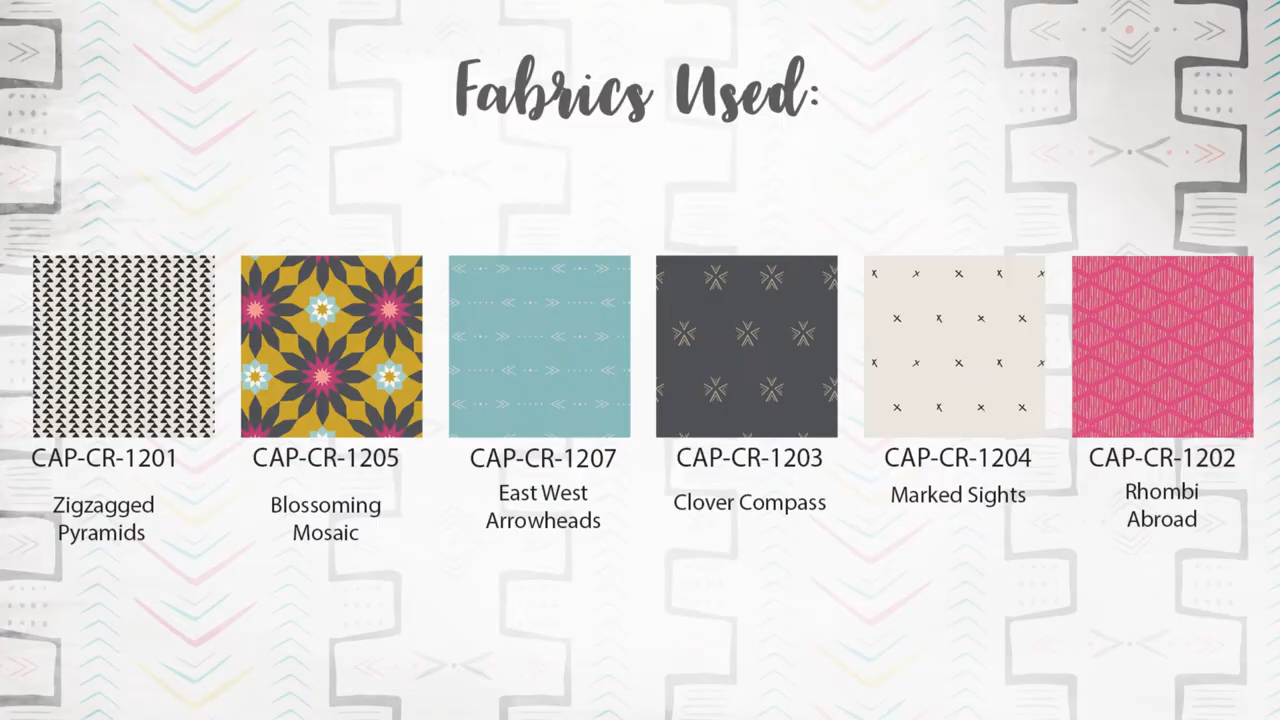 Fabrics Used:
CAP-CR-1201
Zigzagged
Pyramids
CAP-CR-1205
Blossoming
Mosaic
CAP-CR-1207
East West
Arrowheads
CAP-CR-1203
Clover Compass
CAP-CR-1204
Marked Sights
CAP-CR-1202
Rhombi
Abroad